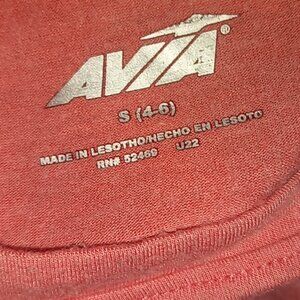 AVIA®
S (4-6)
MADE IN LESOTHO/HECHO EN LESOTO
RN# 52469 U22